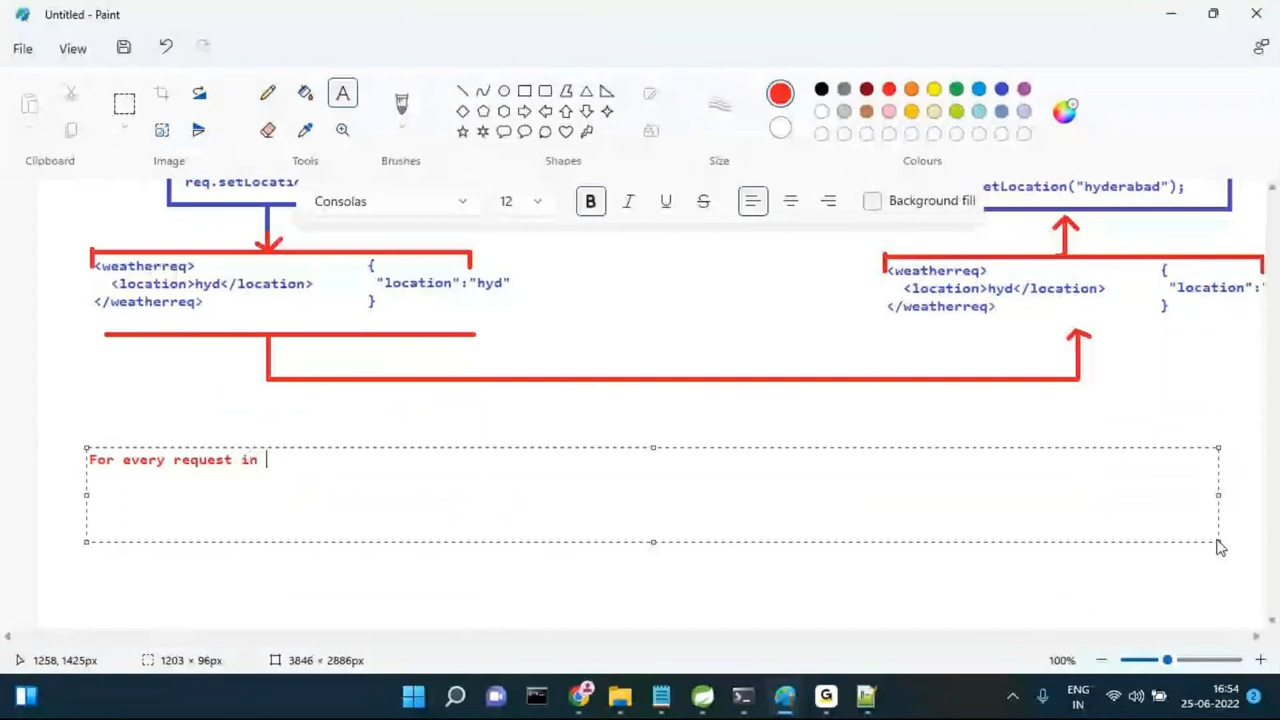 Untitled - Paint
File View
Clipboard
Image
Tools
Brushes
Shapes
Size
Colours
A
req.setLocatio
Consolas 12 B I U S Background fill
etLocation("hyderabad");
<weatherreq>
<location>hyd</location>
</weatherreq>
{
"location":"hyd"
}
<weatherreq>
<location>hyd</location>
</weatherreq>
{
"location":"
}
For every request in
1258, 1425px 1203 × 96px 3846 × 2886px 100%
G
ENG
IN
16:54
25-06-2022
2